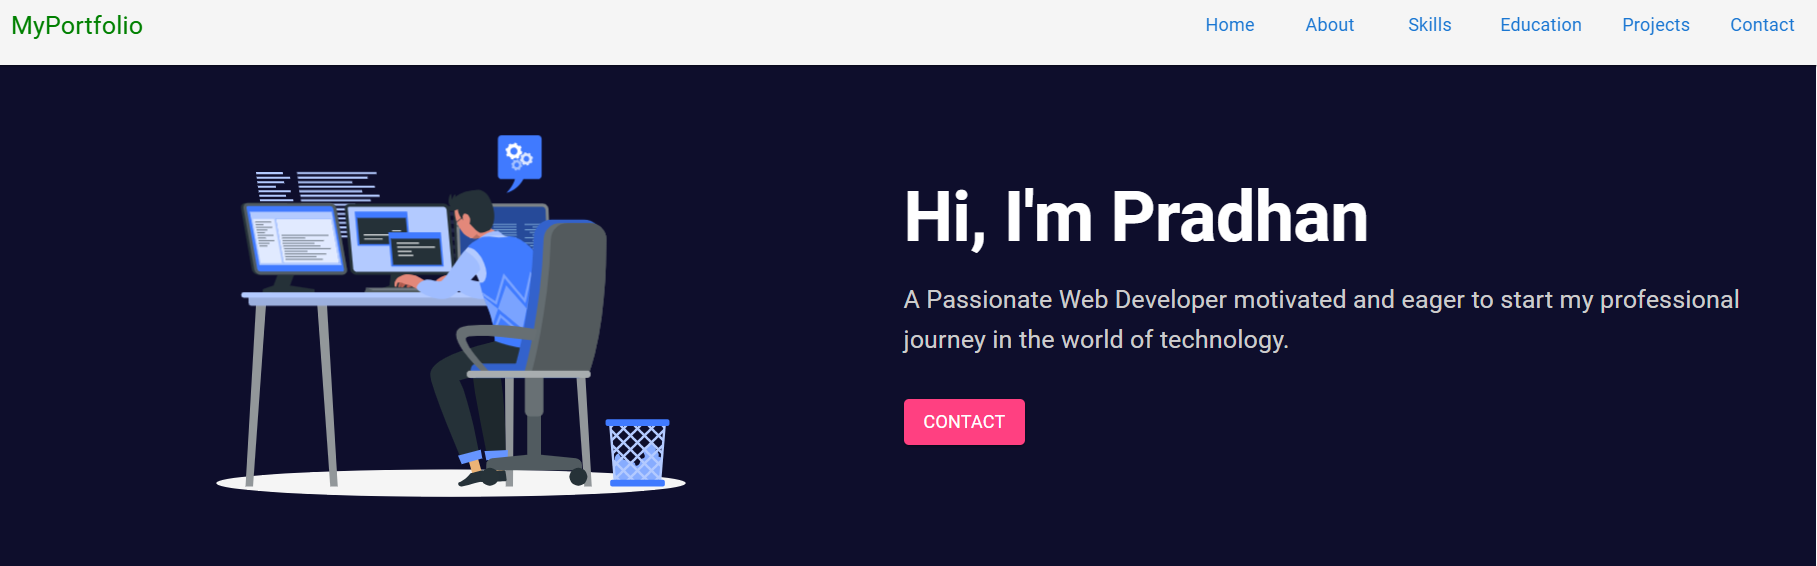 MyPortfolio
Home About Skills Education Projects Contact
Hi, I'm Pradhan
A Passionate Web Developer motivated and eager to start my professional
journey in the world of technology.
CONTACT